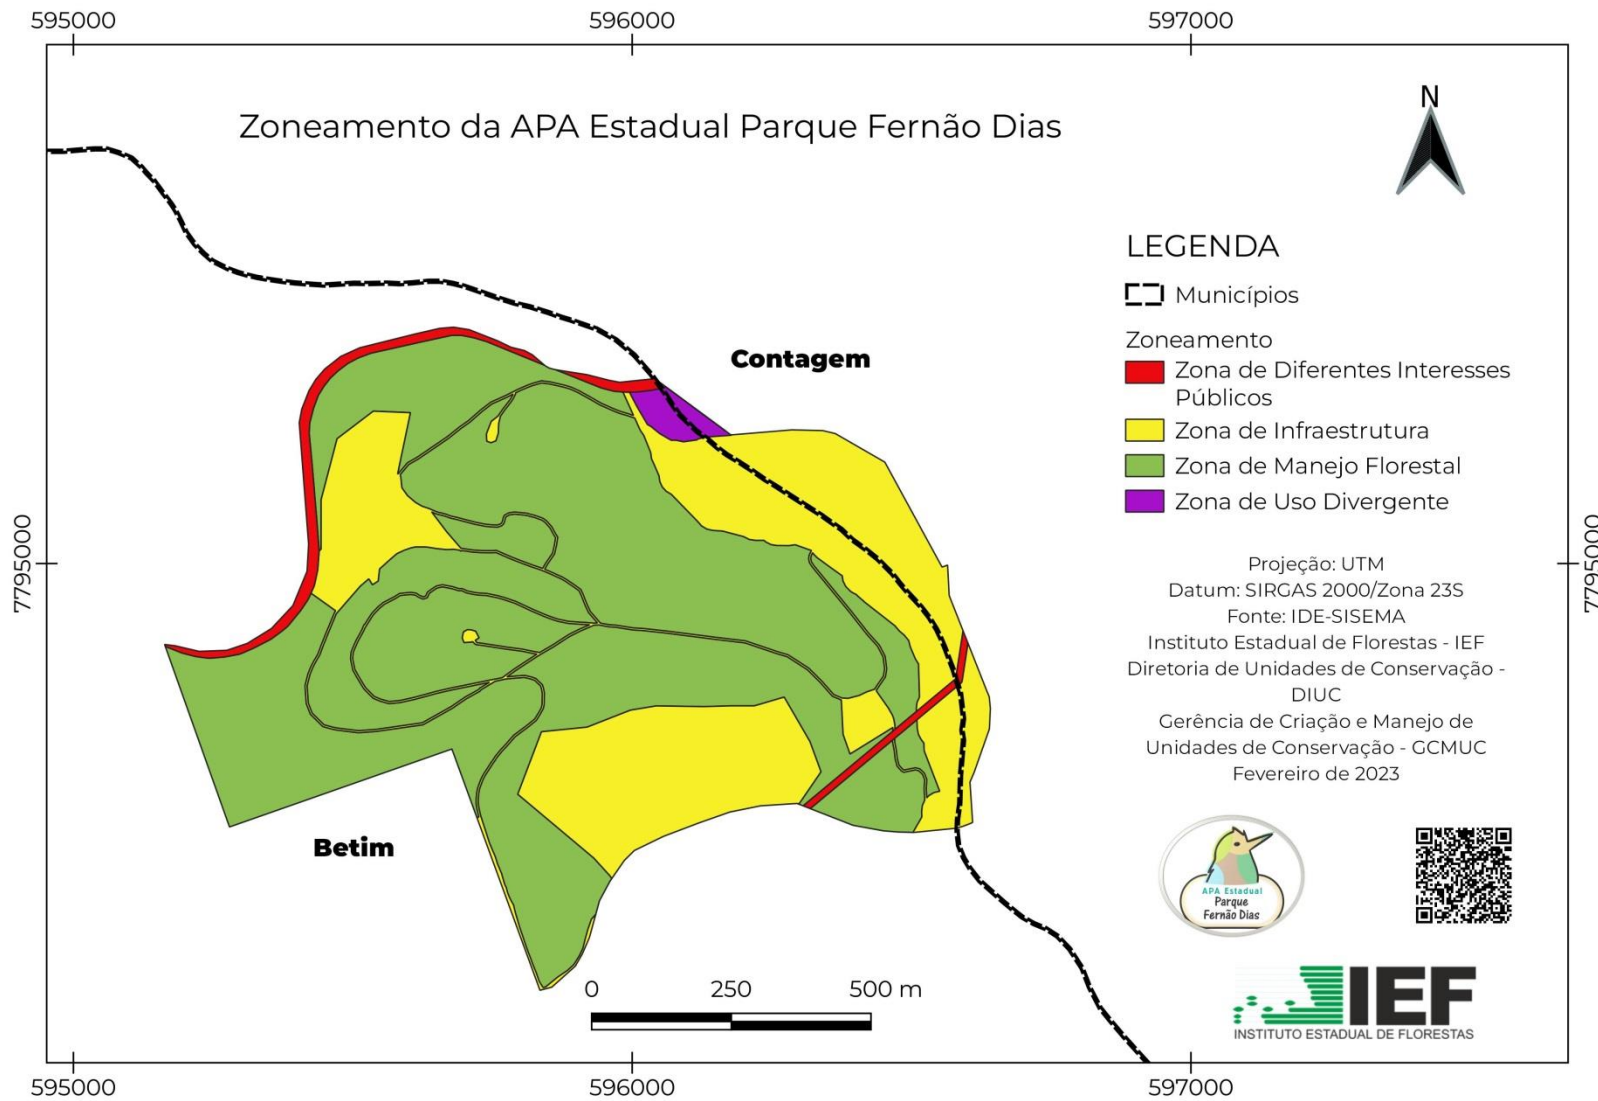 595000
596000
597000
Zoneamento da APA Estadual Parque Fernão Dias
N
LEGENDA
Municípios
Zoneamento
Zona de Diferentes Interesses
Públicos
Zona de Infraestrutura
Zona de Manejo Florestal
Zona de Uso Divergente
Contagem
Betim
7795000
7795000
Projeção: UTM
Datum: SIRGAS 2000/Zona 23S
Fonte: IDE-SISEMA
Instituto Estadual de Florestas - IEF
Diretoria de Unidades de Conservação -
DIUC
Gerência de Criação e Manejo de
Unidades de Conservação - GCMUC
Fevereiro de 2023
APA Estadual
Parque
Fernão Dias
IEF
INSTITUTO ESTADUAL DE FLORESTAS
0 250 500 m
595000
596000
597000